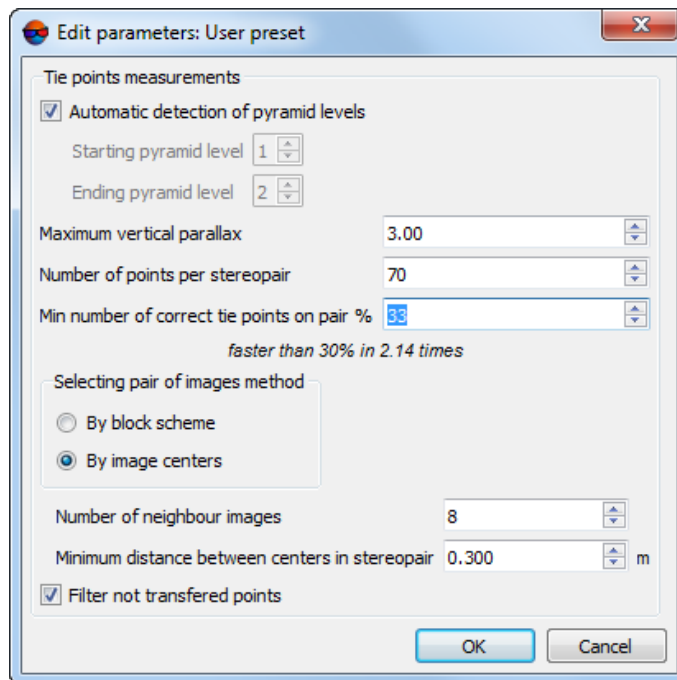 Edit parameters: User preset
Tie points measurements
Automatic detection of pyramid levels
Starting pyramid level 1
Ending pyramid level 2
Maximum vertical parallax 3.00
Number of points per stereopair 70
Min number of correct tie points on pair % 33
faster than 30% in 2.14 times
Selecting pair of images method
By block scheme
By image centers
Number of neighbour images 8
Minimum distance between centers in stereopair 0.300 m
Filter not transfered points
OK Cancel